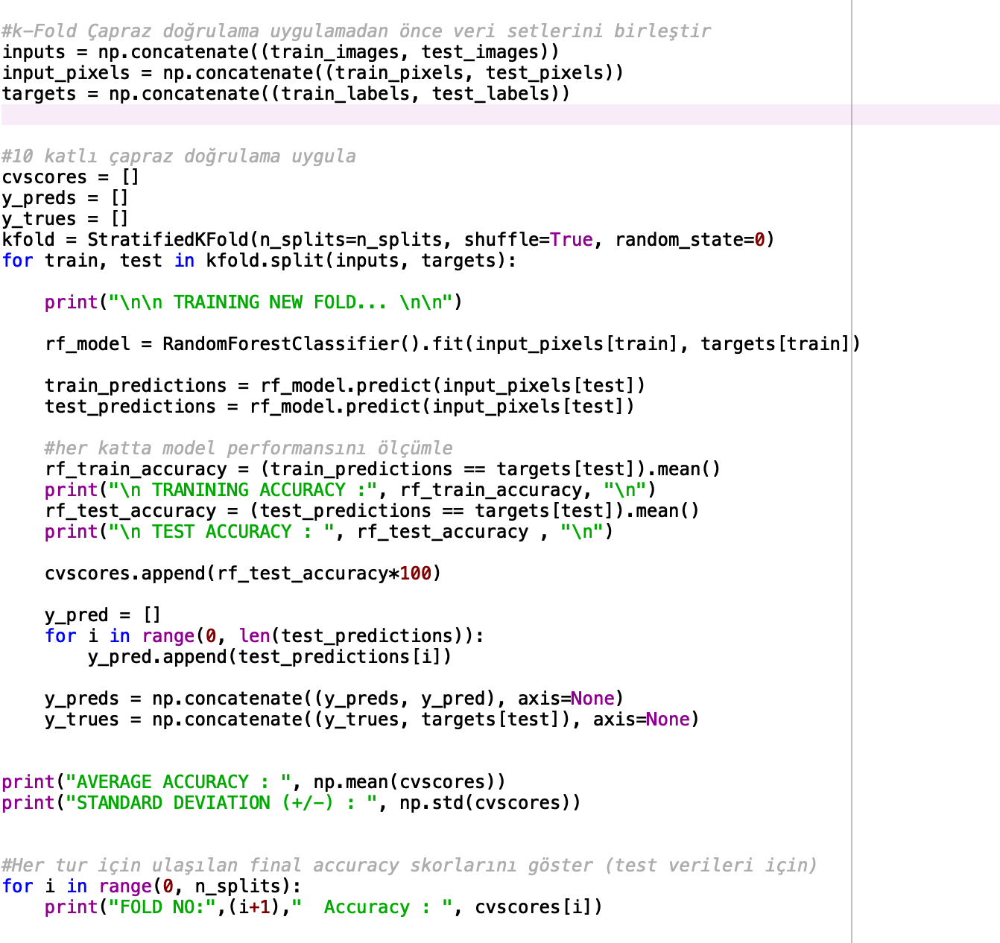 #k-Fold Çapraz doğrulama uygulamadan önce veri setlerini birleştir
inputs = np.concatenate((train_images, test_images))
input_pixels = np.concatenate((train_pixels, test_pixels))
targets = np.concatenate((train_labels, test_labels))
#10 katlı çapraz doğrulama uygula
cvscores = []
y_preds = []
y_trues = []
kfold = StratifiedKFold(n_splits=n_splits, shuffle=True, random_state=0)
for train, test in kfold.split(inputs, targets):
    print("\n\n TRAINING NEW FOLD... \n\n")
    rf_model = RandomForestClassifier().fit(input_pixels[train], targets[train])
    train_predictions = rf_model.predict(input_pixels[test])
    test_predictions = rf_model.predict(input_pixels[test])
    #her katta model performansını ölçümle
    rf_train_accuracy = (train_predictions == targets[test]).mean()
    print("\n TRANINING ACCURACY :", rf_train_accuracy, "\n")
    rf_test_accuracy = (test_predictions == targets[test]).mean()
    print("\n TEST ACCURACY : ", rf_test_accuracy , "\n")
    cvscores.append(rf_test_accuracy*100)
    y_pred = []
    for i in range(0, len(test_predictions)):
        y_pred.append(test_predictions[i])
    y_preds = np.concatenate((y_preds, y_pred), axis=None)
    y_trues = np.concatenate((y_trues, targets[test]), axis=None)
print("AVERAGE ACCURACY : ", np.mean(cvscores))
print("STANDARD DEVIATION (+/-) : ", np.std(cvscores))
#Her tur için ulaşılan final accuracy skorlarını göster (test verileri için)
for i in range(0, n_splits):
    print("FOLD NO:",(i+1),"  Accuracy : ", cvscores[i])